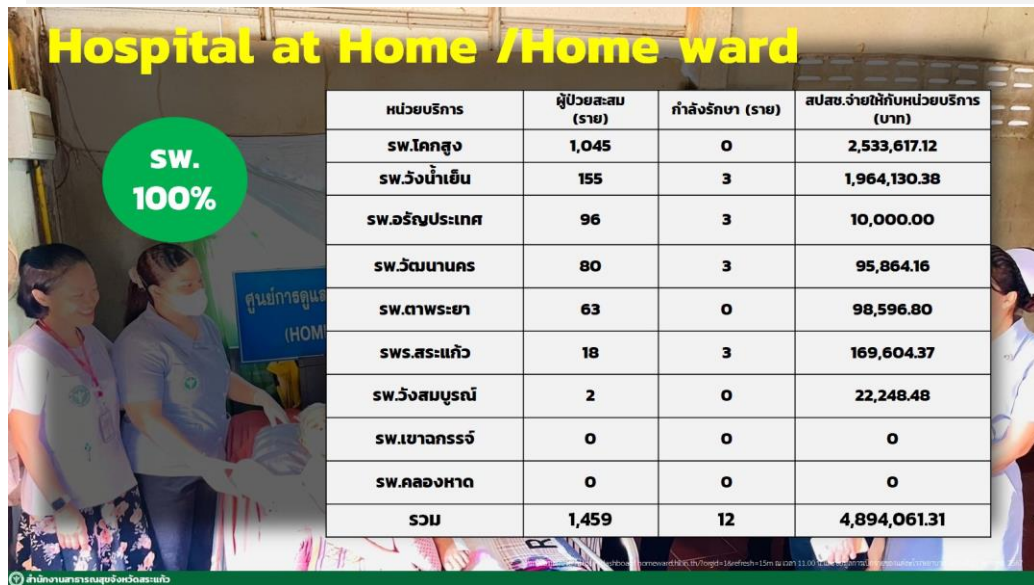 Hospital at Home /Home ward
รพ.
100%
หน่วยบริการ ผู้ป่วยสะสม (ราย) กำลังรักษา (ราย) สปสช.จ่ายให้กับหน่วยบริการ (บาท)
รพ.โคกสูง 1,045 0 2,533,617.12
รพ.วังน้ำเย็น 155 3 1,964,130.38
รพ.อรัญประเทศ 96 3 10,000.00
รพ.วัฒนานคร 80 3 95,864.16
รพ.ตาพระยา 63 0 98,596.80
รพร.สระแก้ว 18 3 169,604.37
รพ.วังสมบูรณ์ 2 0 22,248.48
รพ.เขาฉกรรจ์ 0 0 0
รพ.คลองหาด 0 0 0
รวม 1,459 12 4,894,061.31
ศูนย์การดูแล
(HOM
สำนักงานสาธารณสุขจังหวัดสระแก้ว